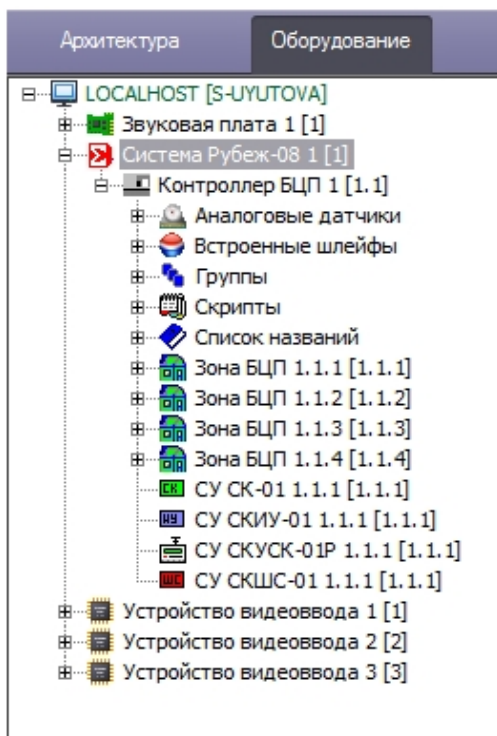 Архитектура Оборудование
LOCALHOST [S-UYUTOVA]
Звуковая плата 1 [1]
Система Рубеж-08 1 [1]
Контроллер БЦП 1 [1.1]
Аналоговые датчики
Встроенные шлейфы
Группы
Скрипты
Список названий
Зона БЦП 1.1.1 [1.1.1]
Зона БЦП 1.1.2 [1.1.2]
Зона БЦП 1.1.3 [1.1.3]
Зона БЦП 1.1.4 [1.1.4]
СК СУ СК-01 1.1.1 [1.1.1]
ИУ СУ СКИУ-01 1.1.1 [1.1.1]
СУ СКУСК-01Р 1.1.1 [1.1.1]
ШС СУ СКШС-01 1.1.1 [1.1.1]
Устройство видеоввода 1 [1]
Устройство видеоввода 2 [2]
Устройство видеоввода 3 [3]